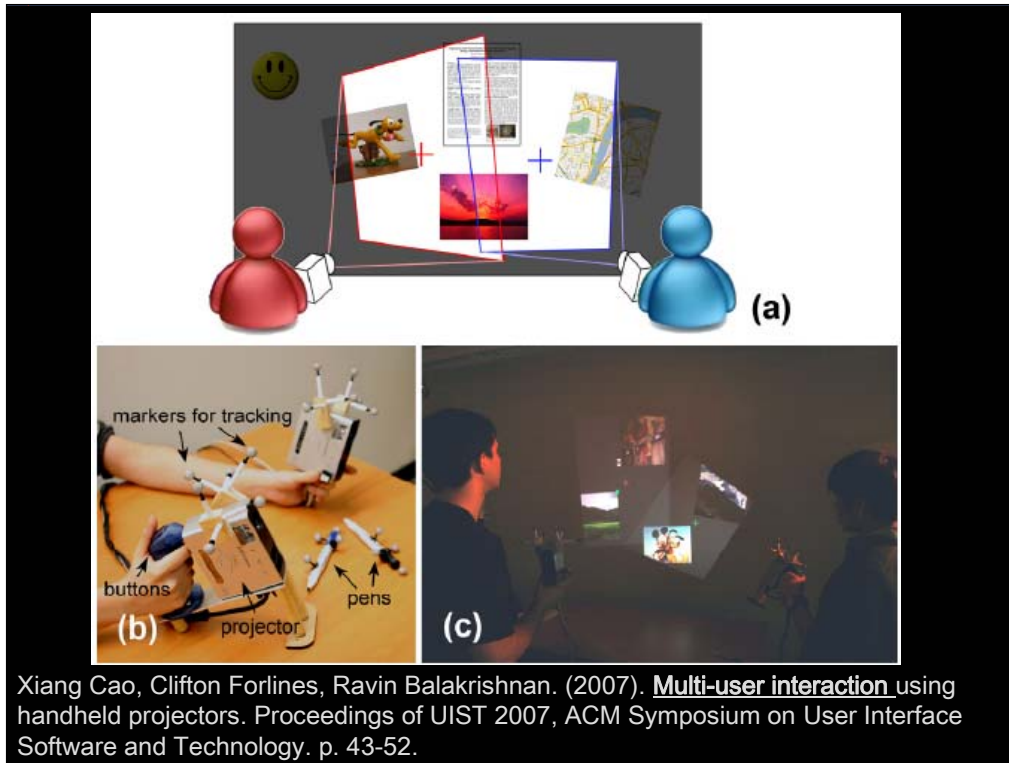 (a)
markers for tracking
buttons
pens
projector
(b)
(c)
Xiang Cao, Clifton Forlines, Ravin Balakrishnan. (2007). Multi-user interaction using
handheld projectors. Proceedings of UIST 2007, ACM Symposium on User Interface
Software and Technology. p. 43-52.